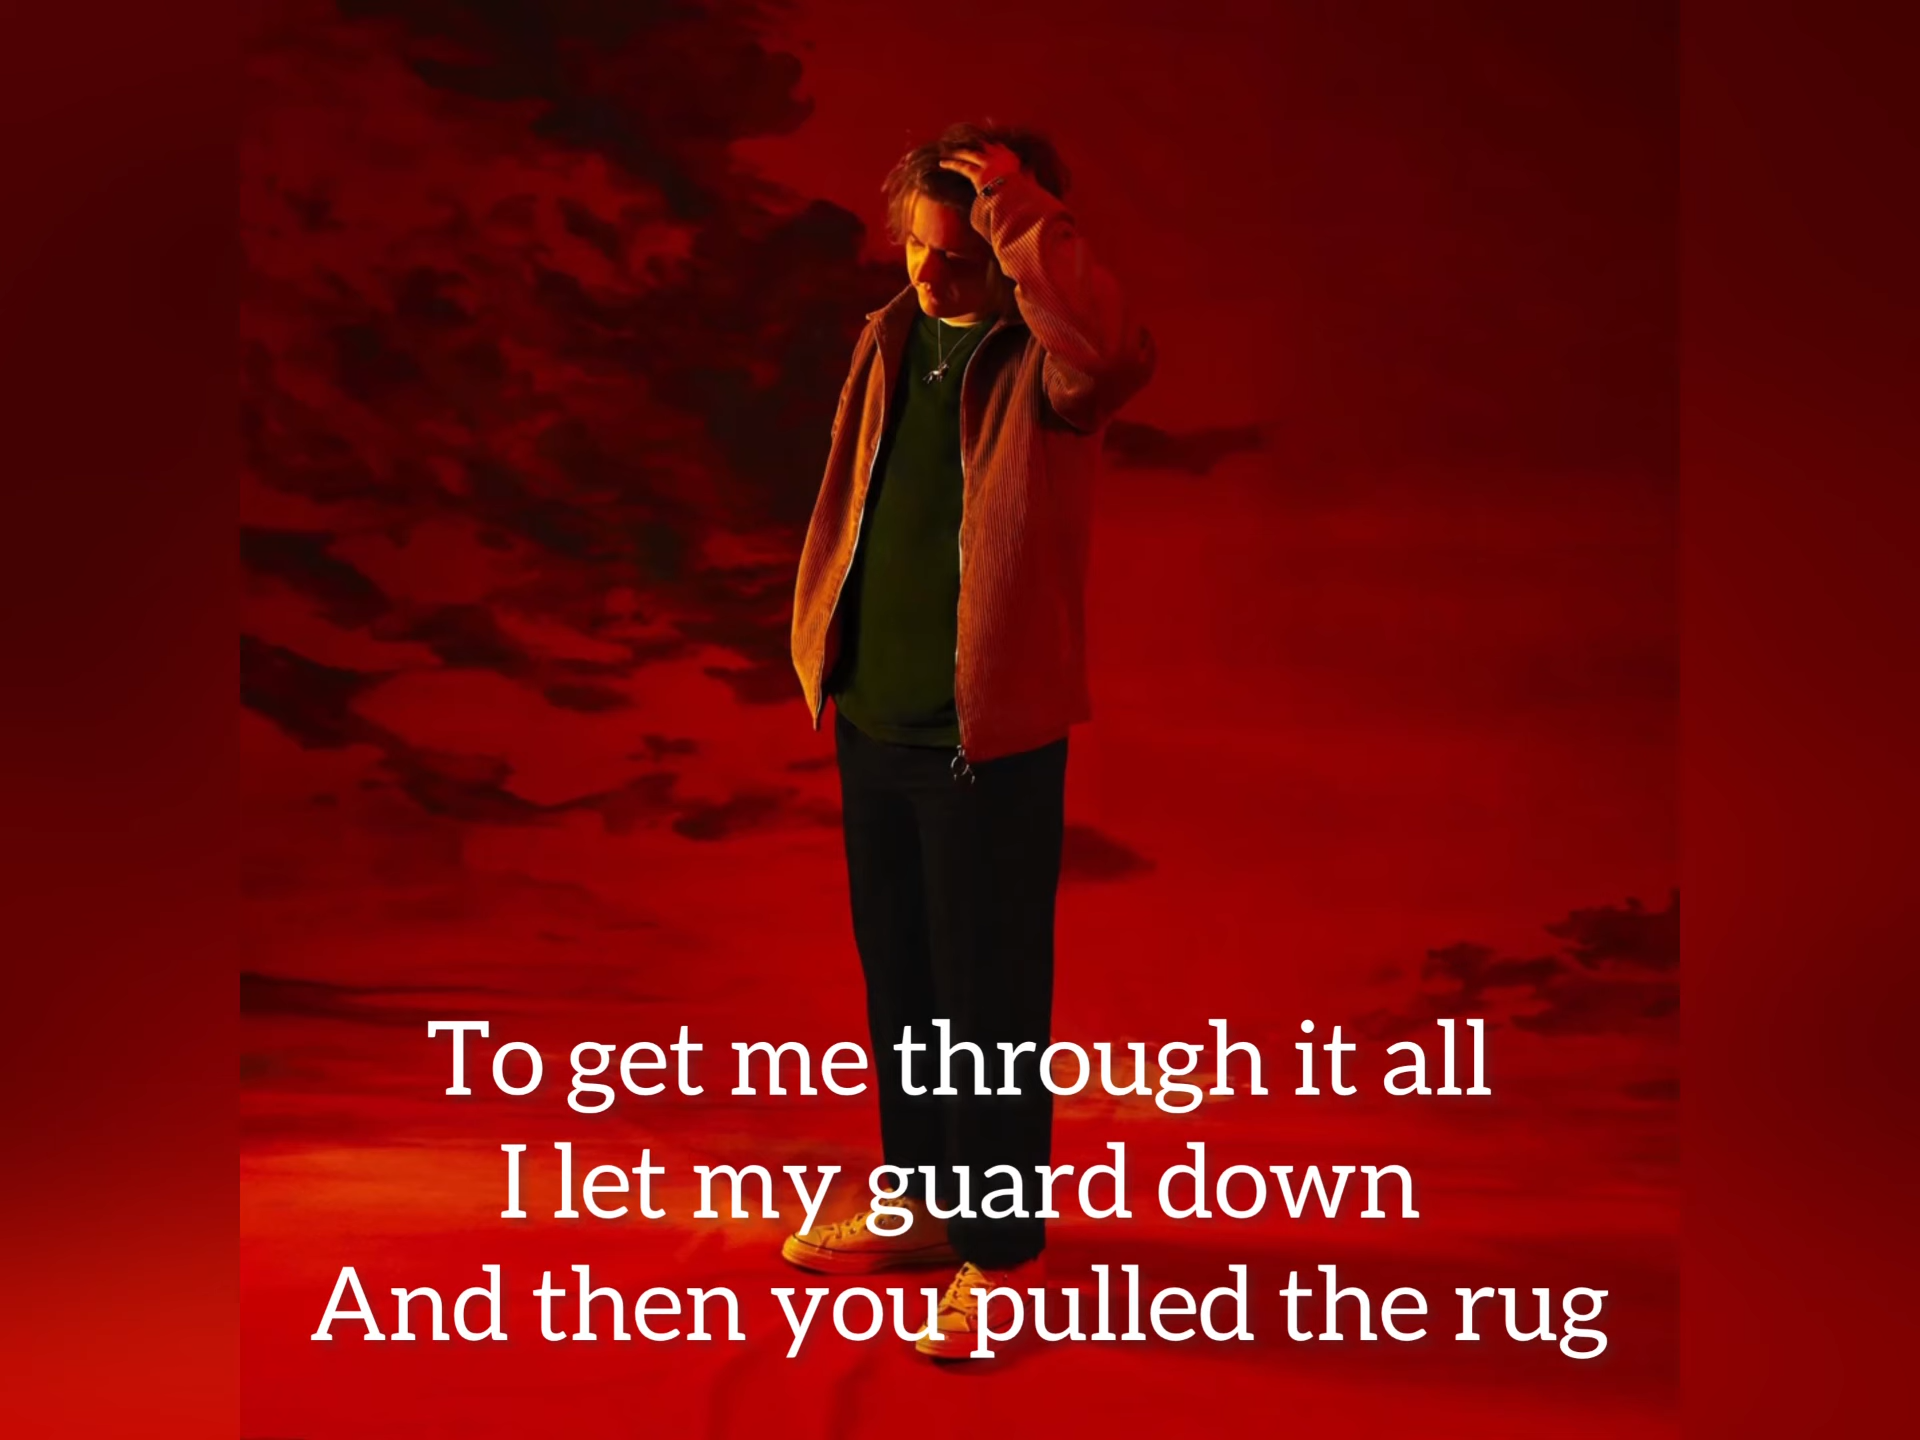 To get me through it all
I let my guard down
And then you pulled the rug